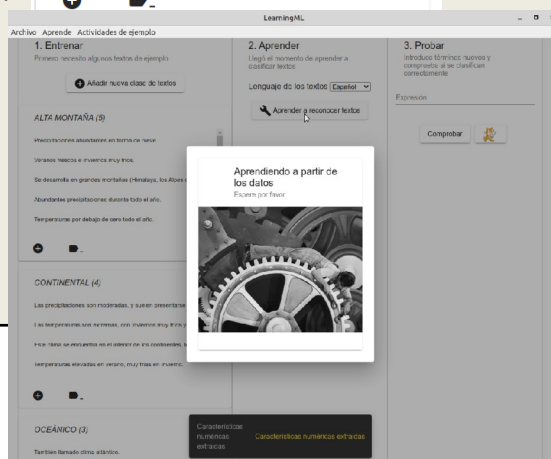 LearningML
Archivo Aprende Actividades de ejemplo
1. Entrenar
Primero necesito algunos textos de ejemplo
Añadir nueva clase de textos
ALTA MONTAÑA (5)
Precipitaciones abundantes en forma de nieve.
Veranos frescos e inviernos muy fríos.
Se desarrolla en grandes montañas (Himalaya, los Alpes
Abundantes precipitaciones durante todo el año.
Temperaturas por debajo de cero todo el año.
CONTINENTAL (4)
Las precipitaciones son moderadas, y suelen presentarse
Las temperaturas son extremas, con inviernos muy fríos y
Este clima se encuentra en el interior de los continentes,
Temperaturas elevadas en verano, muy frías en invierno.
OCEÁNICO (3)
También llamado clima atlántico.
2. Aprender
Llegó el momento de aprender a
clasificar textos
Lenguaje de los textos Español
Aprender a reconocer textos
Aprendiendo a partir de
los datos
Espere por favor
Características
numéricas
extraicas
Características numéricas extraicas
3. Probar
Introduce términos nuevos y
comprueba si se clasifican
correctamente
Expresión
Comprobar